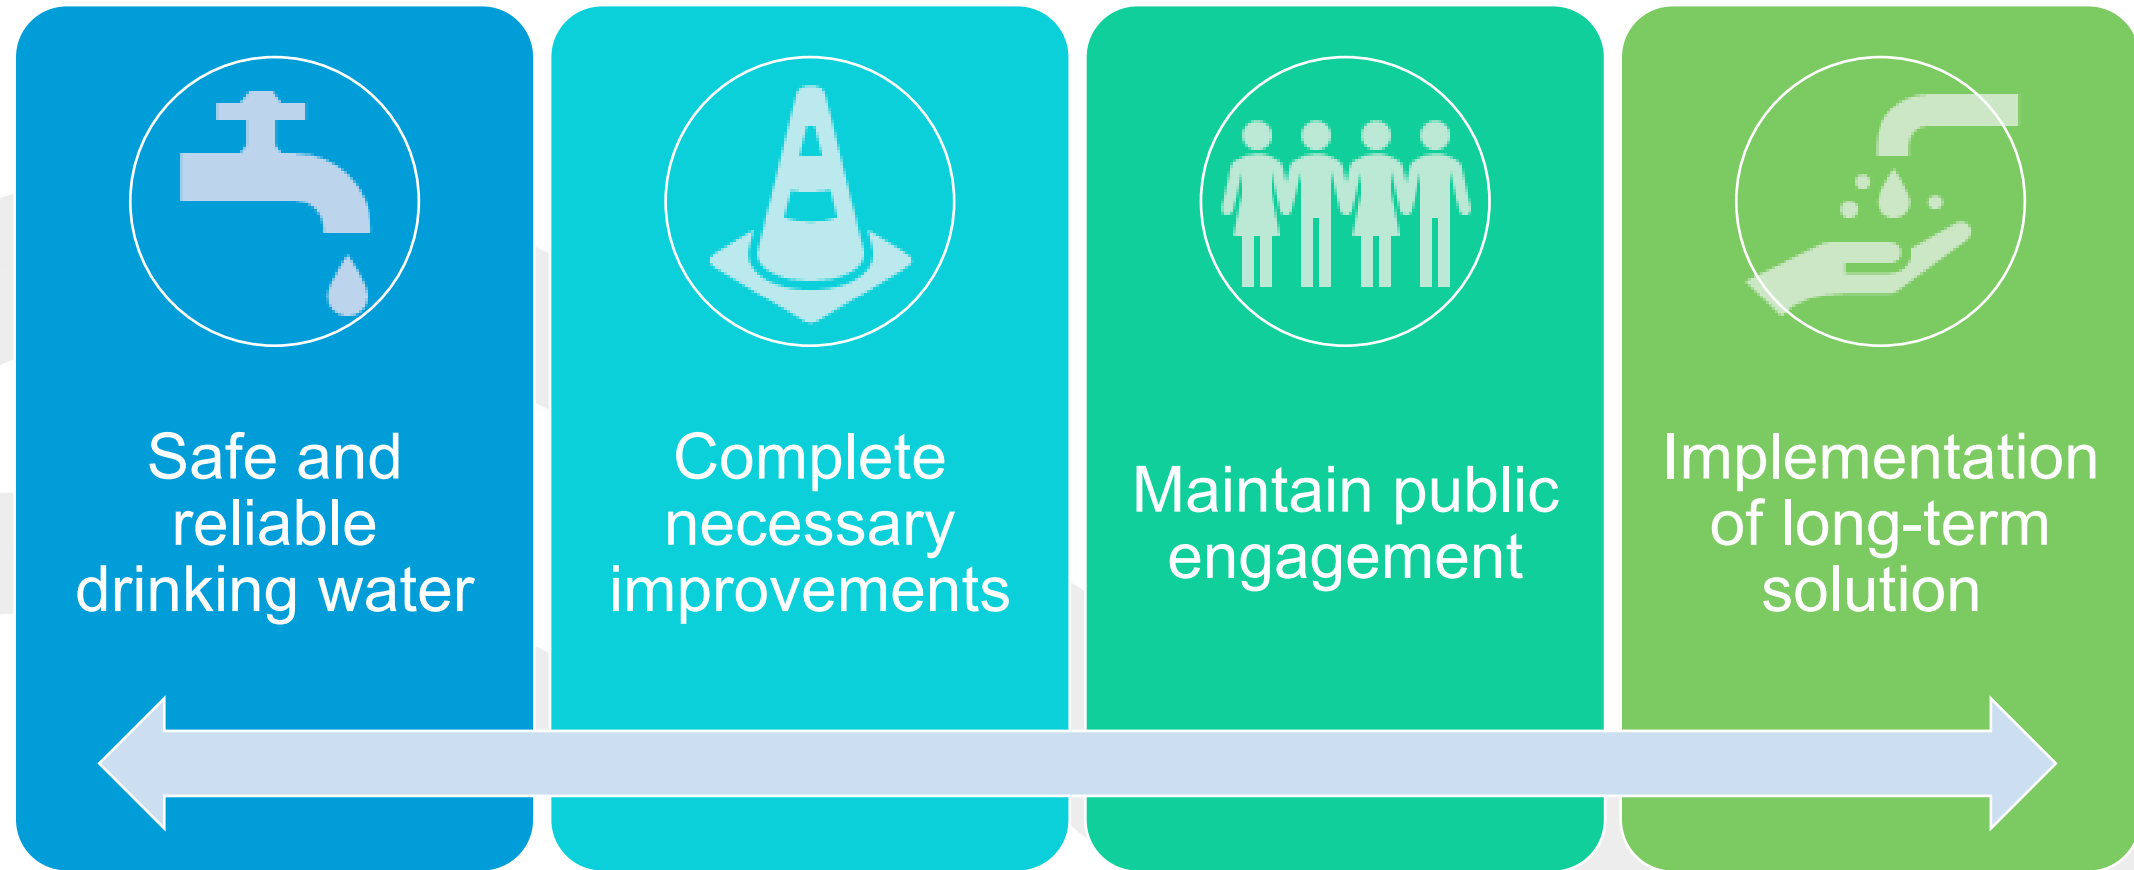 Safe and
reliable
drinking water
Complete
necessary
improvements
Maintain public
engagement
Implementation
of long-term
solution